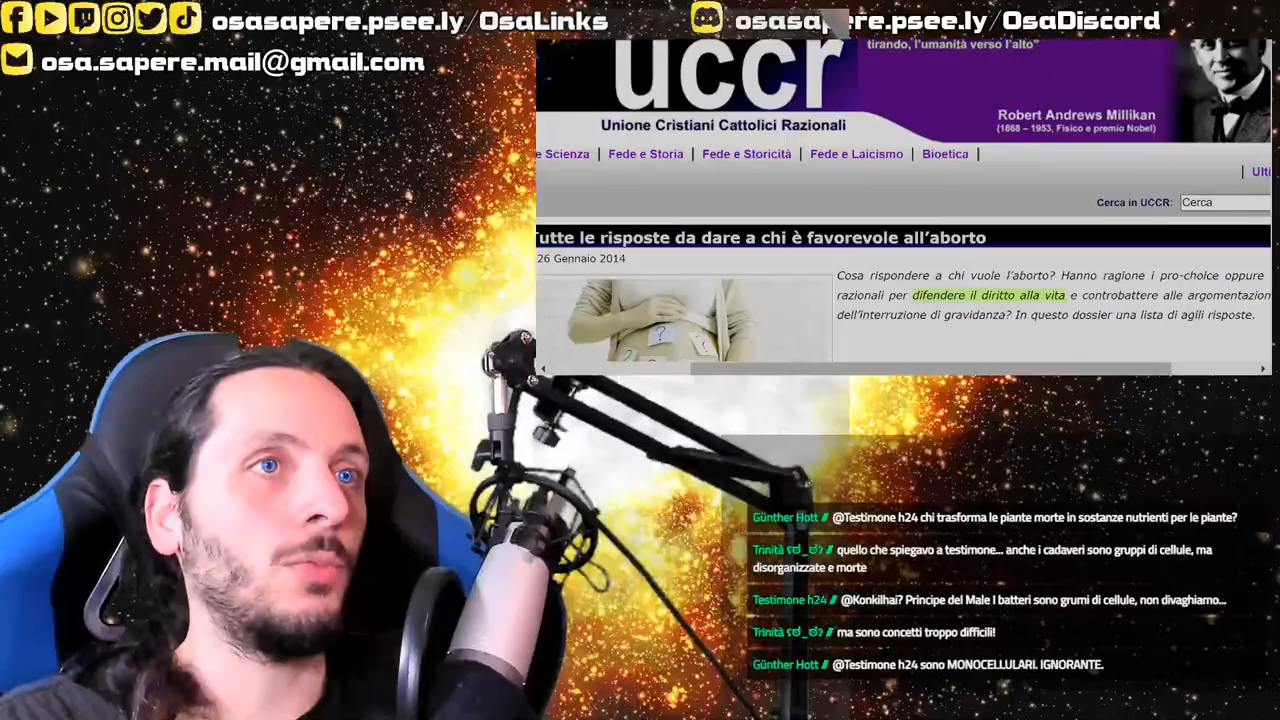 osasapere.psee.ly/OsaLinks
osasapere.psee.ly/OsaDiscord
osa.sapere.mail@gmail.com
uccr
Unione Cristiani Cattolici Razionali
tirando, l'umanità verso l'alto"
Robert Andrews Millikan
(1868 – 1953, Fisico e premio Nobel)
e Scienza | Fede e Storia | Fede e Storicità | Fede e Laicismo | Bioetica |
| Ulti
Cerca in UCCR: Cerca
Tutte le risposte da dare a chi è favorevole all'aborto
26 Gennaio 2014
Cosa rispondere a chi vuole l'aborto? Hanno ragione i pro-choice oppure
razionali per difendere il diritto alla vita e controbattere alle argomentazion
dell'interruzione di gravidanza? In questo dossier una lista di agili risposte.
Günther Hott // @Testimone h24 chi trasforma le piante morte in sostanze nutrienti per le piante?
Trinità ʕಠ_ಠʔ // quello che spiegavo a testimone... anche i cadaveri sono gruppi di cellule, ma
disorganizzate e morte
Testimone h24 // @Konkilhai? Principe del Male I batteri sono grumi di cellule, non divaghiamo...
Trinità ʕಠ_ಠʔ // ma sono concetti troppo difficili!
Günther Hott // @Testimone h24 sono MONOCELLULARI. IGNORANTE.